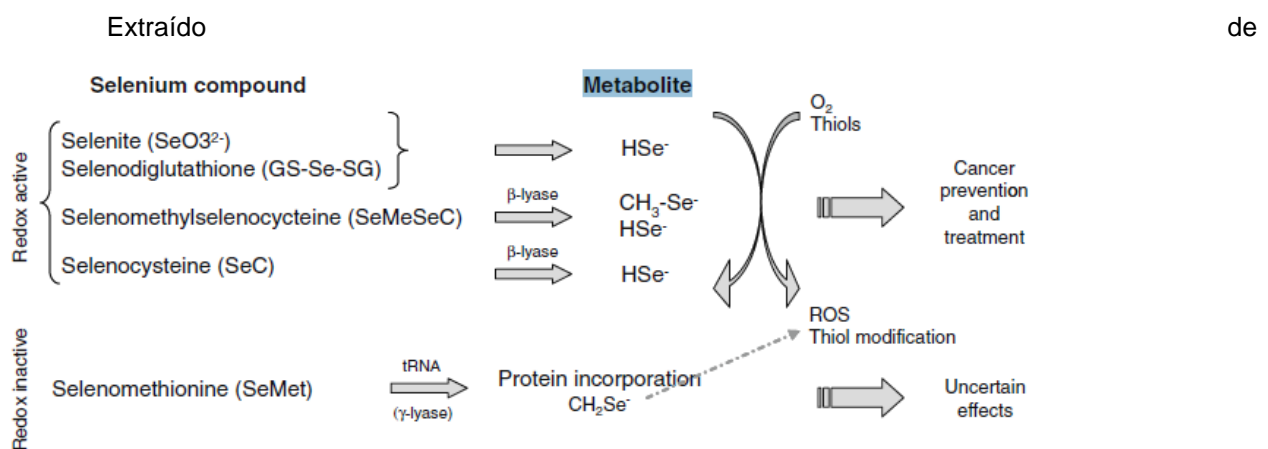 Extraído de
Selenium compound Metabolite
Redox active
Selenite (SeO3²⁻)
Selenodiglutathione (GS-Se-SG)
HSe⁻
Selenomethylselenocycteine (SeMeSeC)
β-lyase
CH₃-Se⁻
HSe⁻
Selenocysteine (SeC)
β-lyase
HSe⁻
O₂
Thiols
Cancer
prevention
and
treatment
ROS
Thiol modification
Redox inactive
Selenomethionine (SeMet)
tRNA
(γ-lyase)
Protein incorporation
CH₂Se⁻
Uncertain
effects